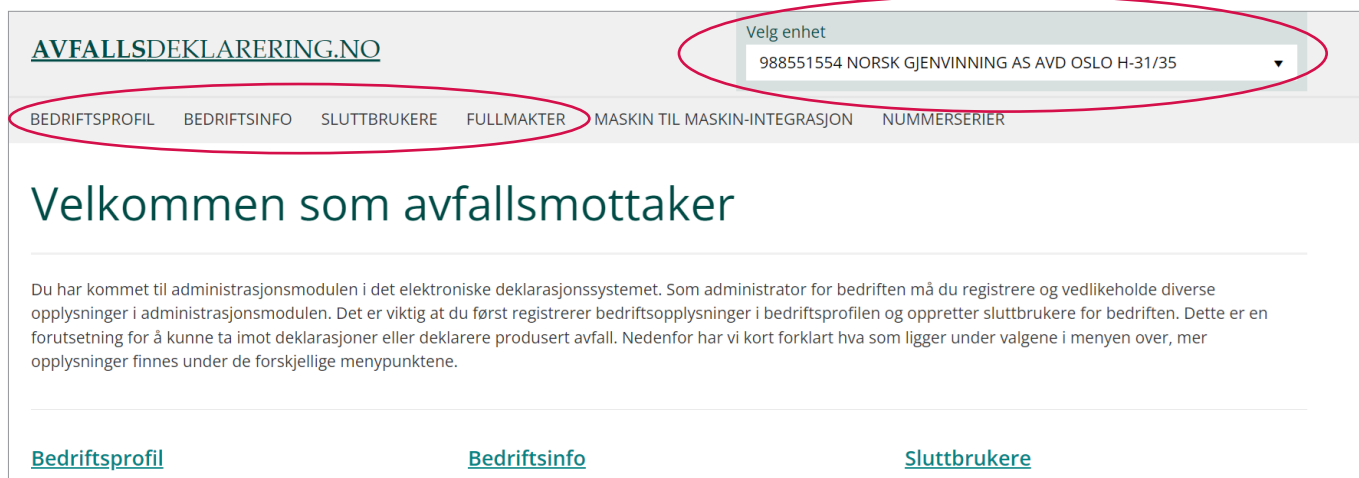 AVFALLSDEKLARERING.NO
Velg enhet
988551554 NORSK GJENVINNING AS AVD OSLO H-31/35
BEDRIFTSPROFIL BEDRIFTSINFO SLUTTBRUKERE FULLMAKTER MASKIN TIL MASKIN-INTEGRASJON NUMMERSERIER
Velkommen som avfallsmottaker
Du har kommet til administrasjonsmodulen i det elektroniske deklarasjonssystemet. Som administrator for bedriften må du registrere og vedlikeholde diverse
opplysninger i administrasjonsmodulen. Det er viktig at du først registrerer bedriftsopplysninger i bedriftsprofilen og oppretter sluttbrukere for bedriften. Dette er en
forutsetning for å kunne ta imot deklarasjoner eller deklarere produsert avfall. Nedenfor har vi kort forklart hva som ligger under valgene i menyen over, mer
opplysninger finnes under de forskjellige menypunktene.
Bedriftsprofil Bedriftsinfo Sluttbrukere